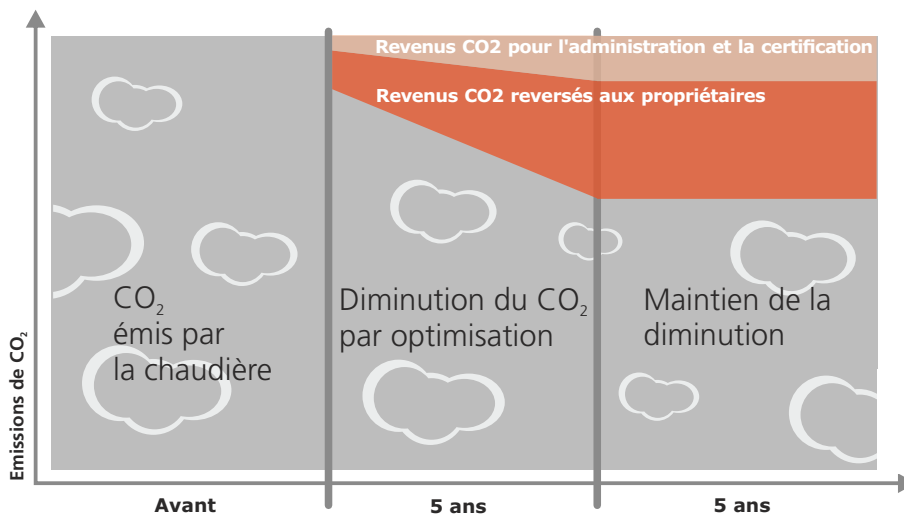 Revenus CO2 pour l'administration et la certification
Revenus CO2 reversés aux propriétaires
CO₂
émis par
la chaudière
Diminution du CO₂
par optimisation
Maintien de la
diminution
Emissions de CO₂
Avant
5 ans
5 ans